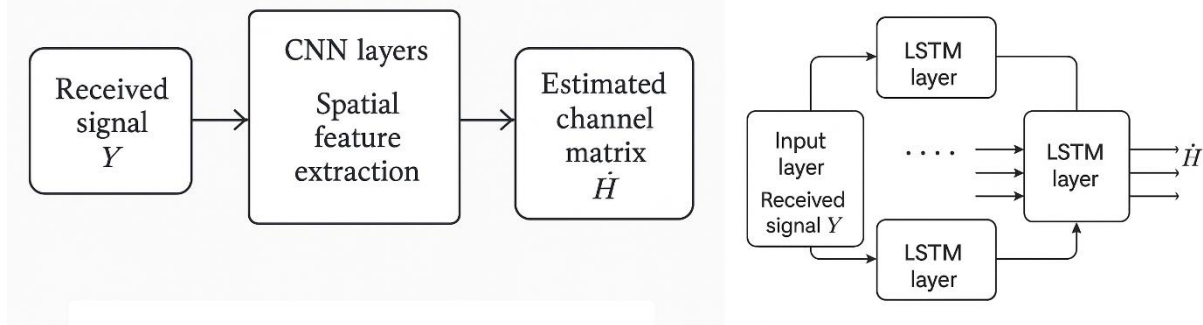 Received
signal
Y
CNN layers
Spatial
feature
extraction
Estimated
channel
matrix
Ḣ
LSTM
layer
Input
layer
Received
signal Y
. . . .
LSTM
layer
Ḣ
LSTM
layer